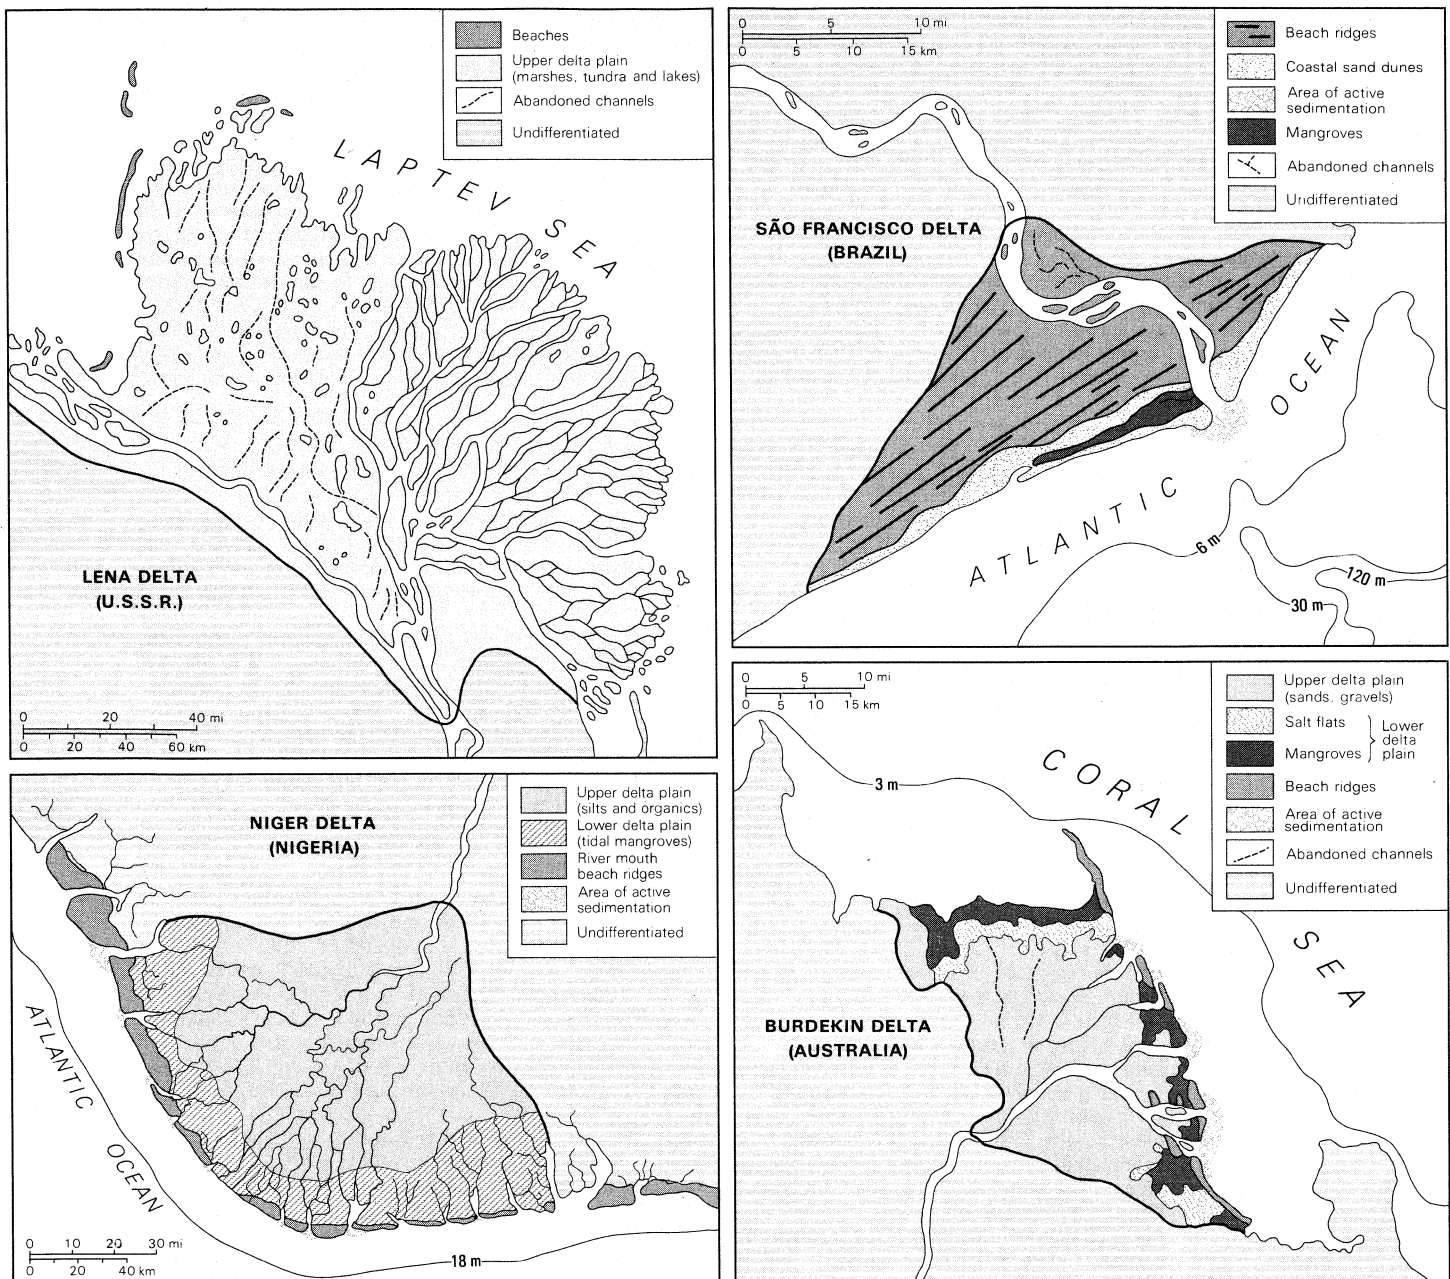 Beaches
Upper delta plain
(marshes, tundra and lakes)
Abandoned channels
Undifferentiated
LAPTEV SEA
LENA DELTA
(U.S.S.R.)
0 20 40 mi
0 20 40 60 km
0 5 10 mi
0 5 10 15 km
Beach ridges
Coastal sand dunes
Area of active
sedimentation
Mangroves
Abandoned channels
Undifferentiated
SÃO FRANCISCO DELTA
(BRAZIL)
ATLANTIC OCEAN
6 m
120 m
30 m
Upper delta plain
(silts and organics)
Lower delta plain
(tidal mangroves)
River mouth
beach ridges
Area of active
sedimentation
Undifferentiated
NIGER DELTA
(NIGERIA)
ATLANTIC
OCEAN
0 10 20 30 mi
0 20 40 km
18 m
0 5 10 mi
0 5 10 15 km
Upper delta plain
(sands, gravels)
Salt flats
Mangroves
Lower
delta
plain
Beach ridges
Area of active
sedimentation
Abandoned channels
Undifferentiated
3 m
CORAL
SEA
BURDEKIN DELTA
(AUSTRALIA)